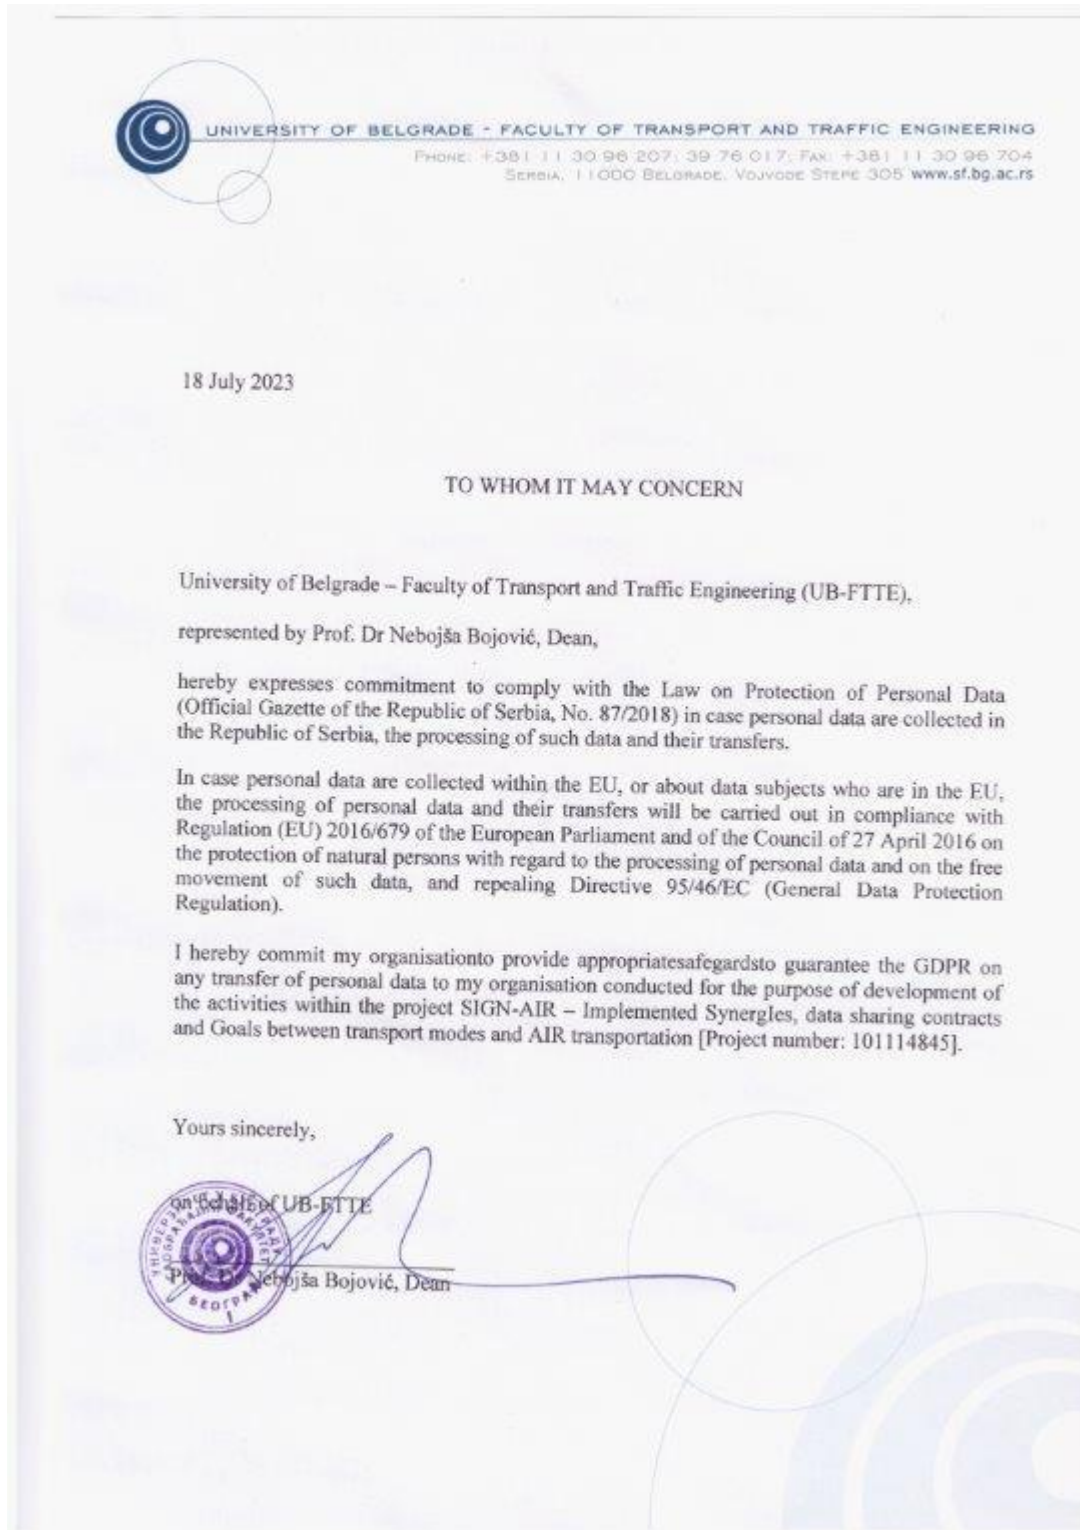 UNIVERSITY OF BELGRADE - FACULTY OF TRANSPORT AND TRAFFIC ENGINEERING
PHONE: +381 11 30 96 207; 39 76 017; FAX: +381 11 30 96 704
SERBIA, 11000 BELGRADE, VOJVODE STEPE 305 www.sf.bg.ac.rs
18 July 2023
TO WHOM IT MAY CONCERN
University of Belgrade – Faculty of Transport and Traffic Engineering (UB-FTTE),
represented by Prof. Dr Nebojša Bojović, Dean,
hereby expresses commitment to comply with the Law on Protection of Personal Data
(Official Gazette of the Republic of Serbia, No. 87/2018) in case personal data are collected in
the Republic of Serbia, the processing of such data and their transfers.
In case personal data are collected within the EU, or about data subjects who are in the EU,
the processing of personal data and their transfers will be carried out in compliance with
Regulation (EU) 2016/679 of the European Parliament and of the Council of 27 April 2016 on
the protection of natural persons with regard to the processing of personal data and on the free
movement of such data, and repealing Directive 95/46/EC (General Data Protection
Regulation).
I hereby commit my organisationto provide appropriatesafegardsto guarantee the GDPR on
any transfer of personal data to my organisation conducted for the purpose of development of
the activities within the project SIGN-AIR – Implemented SynergIes, data sharing contracts
and Goals between transport modes and AIR transportation [Project number: 101114845].
Yours sincerely,
on behalf of UB-FTTE
Prof. Dr Nebojša Bojović, Dean
БЕОГРАД